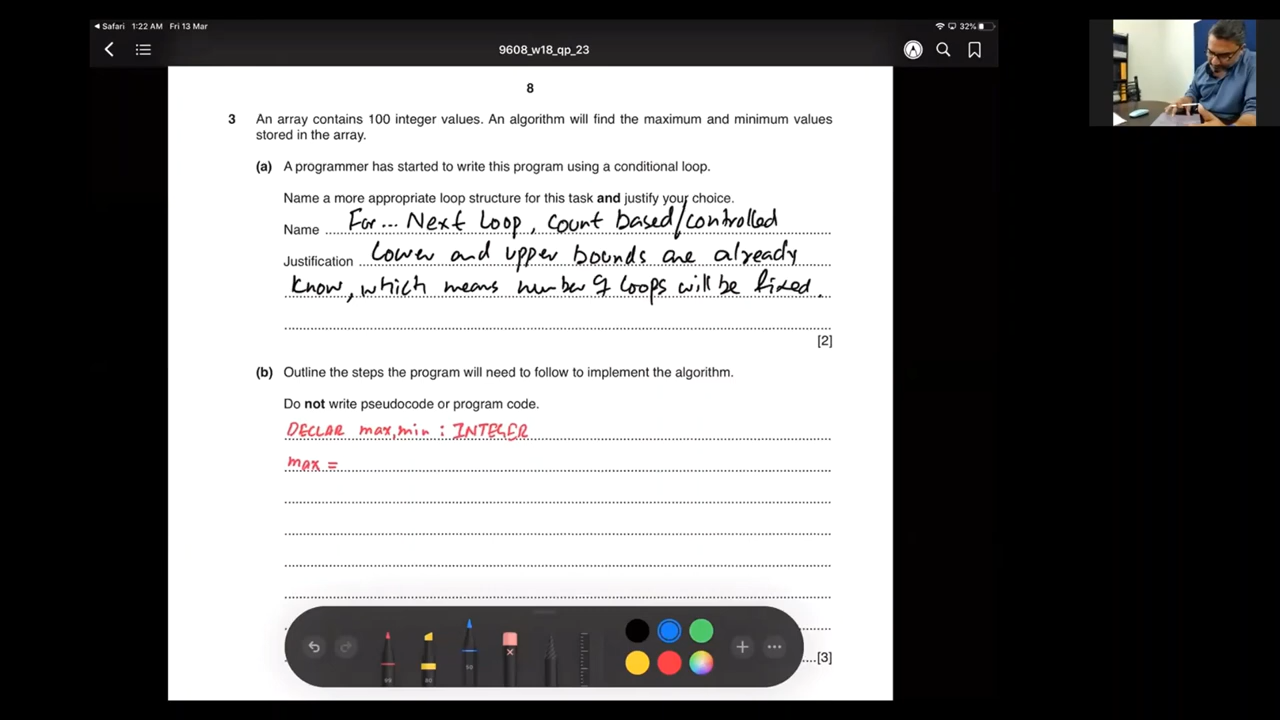 Safari 1:22 AM Fri 13 Mar
32%
9608_w18_qp_23
8
3 An array contains 100 integer values. An algorithm will find the maximum and minimum values
stored in the array.
(a) A programmer has started to write this program using a conditional loop.
Name a more appropriate loop structure for this task and justify your choice.
Name For... Next Loop, count based/controlled
Justification Lower and upper bounds are already
know, which means number of loops will be fixed.
[2]
(b) Outline the steps the program will need to follow to implement the algorithm.
Do not write pseudocode or program code.
DECLAR max, min : INTEGER
max =
[3]